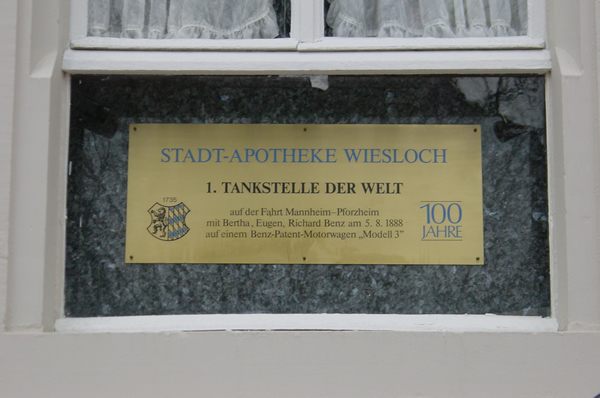 STADT-APOTHEKE WIESLOCH
1. TANKSTELLE DER WELT
1735
auf der Fahrt Mannheim–Pforzheim
mit Bertha, Eugen, Richard Benz am 5. 8. 1888
auf einem Benz-Patent-Motorwagen „Modell 3”
100
JAHRE